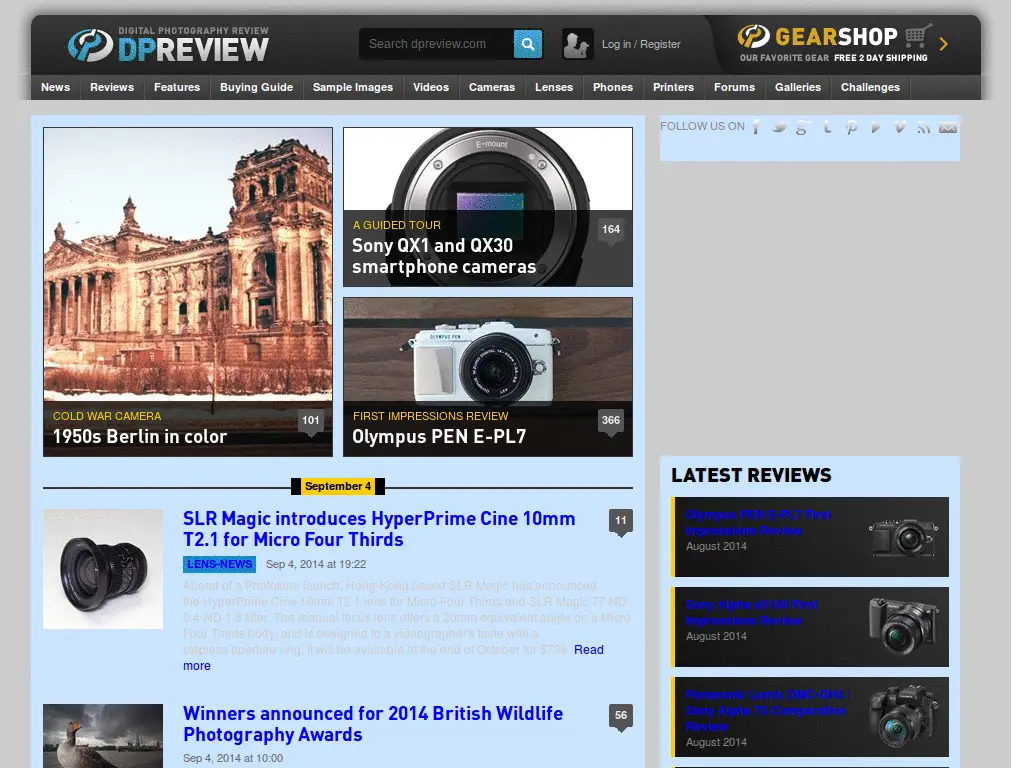 DIGITAL PHOTOGRAPHY REVIEW
DPREVIEW
Search dpreview.com
Log in / Register
GEARSHOP
OUR FAVORITE GEAR FREE 2 DAY SHIPPING
News Reviews Features Buying Guide Sample Images Videos Cameras Lenses Phones Printers Forums Galleries Challenges
FOLLOW US ON
E-mount
A GUIDED TOUR
164
Sony QX1 and QX30
smartphone cameras
OLYMPUS PEN
COLD WAR CAMERA
101
1950s Berlin in color
FIRST IMPRESSIONS REVIEW
366
Olympus PEN E-PL7
September 4
SLR Magic introduces HyperPrime Cine 10mm
T2.1 for Micro Four Thirds
11
LENS-NEWS Sep 4, 2014 at 19:22
Ahead of a Photokina launch, Hong-Kong based SLR Magic has announced
the HyperPrime Cine 10mm T2.1 lens for Micro Four Thirds and SLR Magic 77 ND
0.4-ND 1.8 filter. The manual focus lens offers a 20mm equivalent angle on a Micro
Four Thirds body, and is designed to a videographer's taste with a
stepless aperture ring. It will be available at the end of October for $799. Read
more
Winners announced for 2014 British Wildlife
Photography Awards
56
Sep 4, 2014 at 10:00
LATEST REVIEWS
Olympus PEN E-PL7 First
Impressions Review
August 2014
Sony Alpha a5100 First
Impressions Review
August 2014
Panasonic Lumix DMC-GH4 /
Sony Alpha 7S Comparative
Review
August 2014